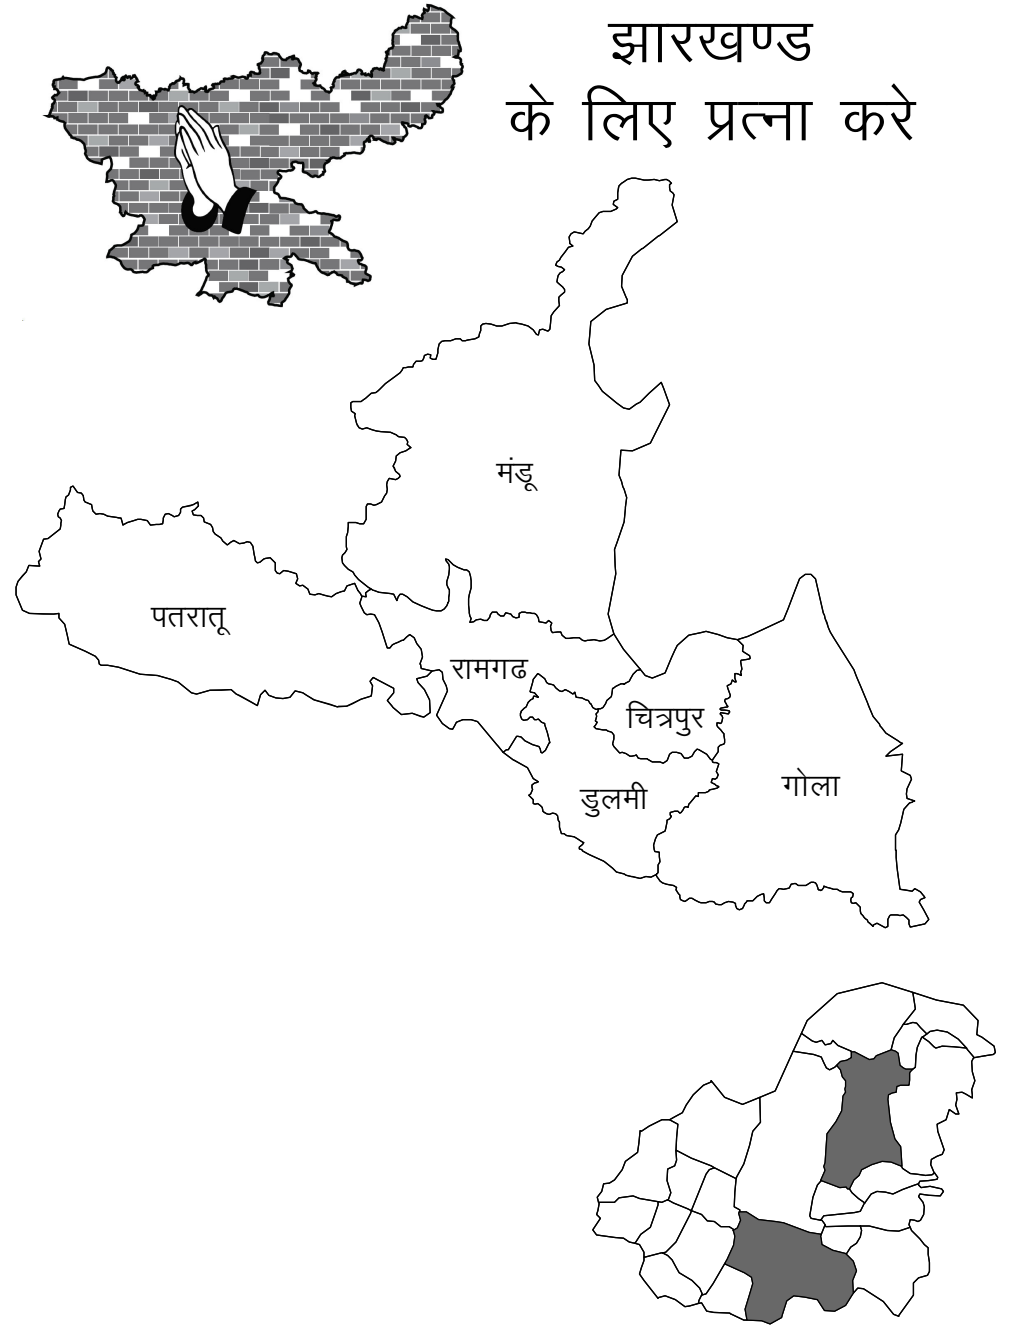 झारखण्ड
के लिए प्रत्ना करे
मंडू
पतरातू
रामगढ
चित्रपुर
गोला
डुलमी